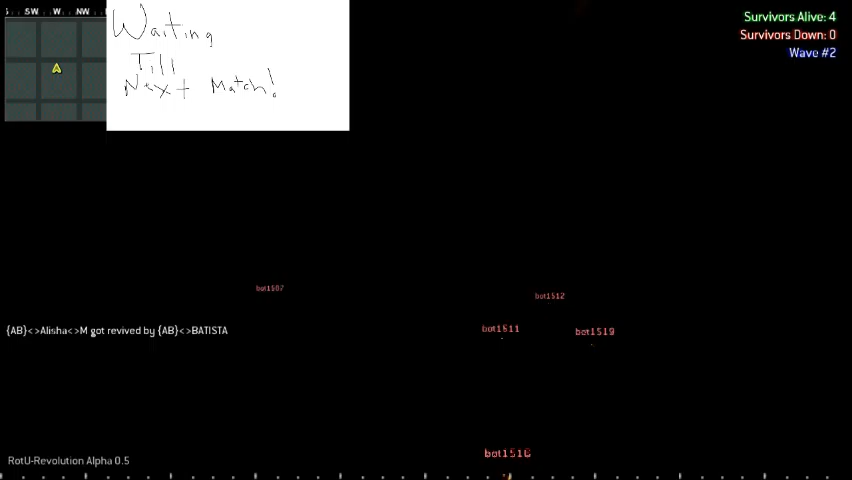 SW W NW
Waiting
Till
Next Match!
Survivors Alive: 4
Survivors Down: 0
Wave #2
bot1507
bot1512
bot1511
bot1519
{AB}<>Alisha<>M got revived by {AB}<>BATISTA
bot1516
RotU-Revolution Alpha 0.5